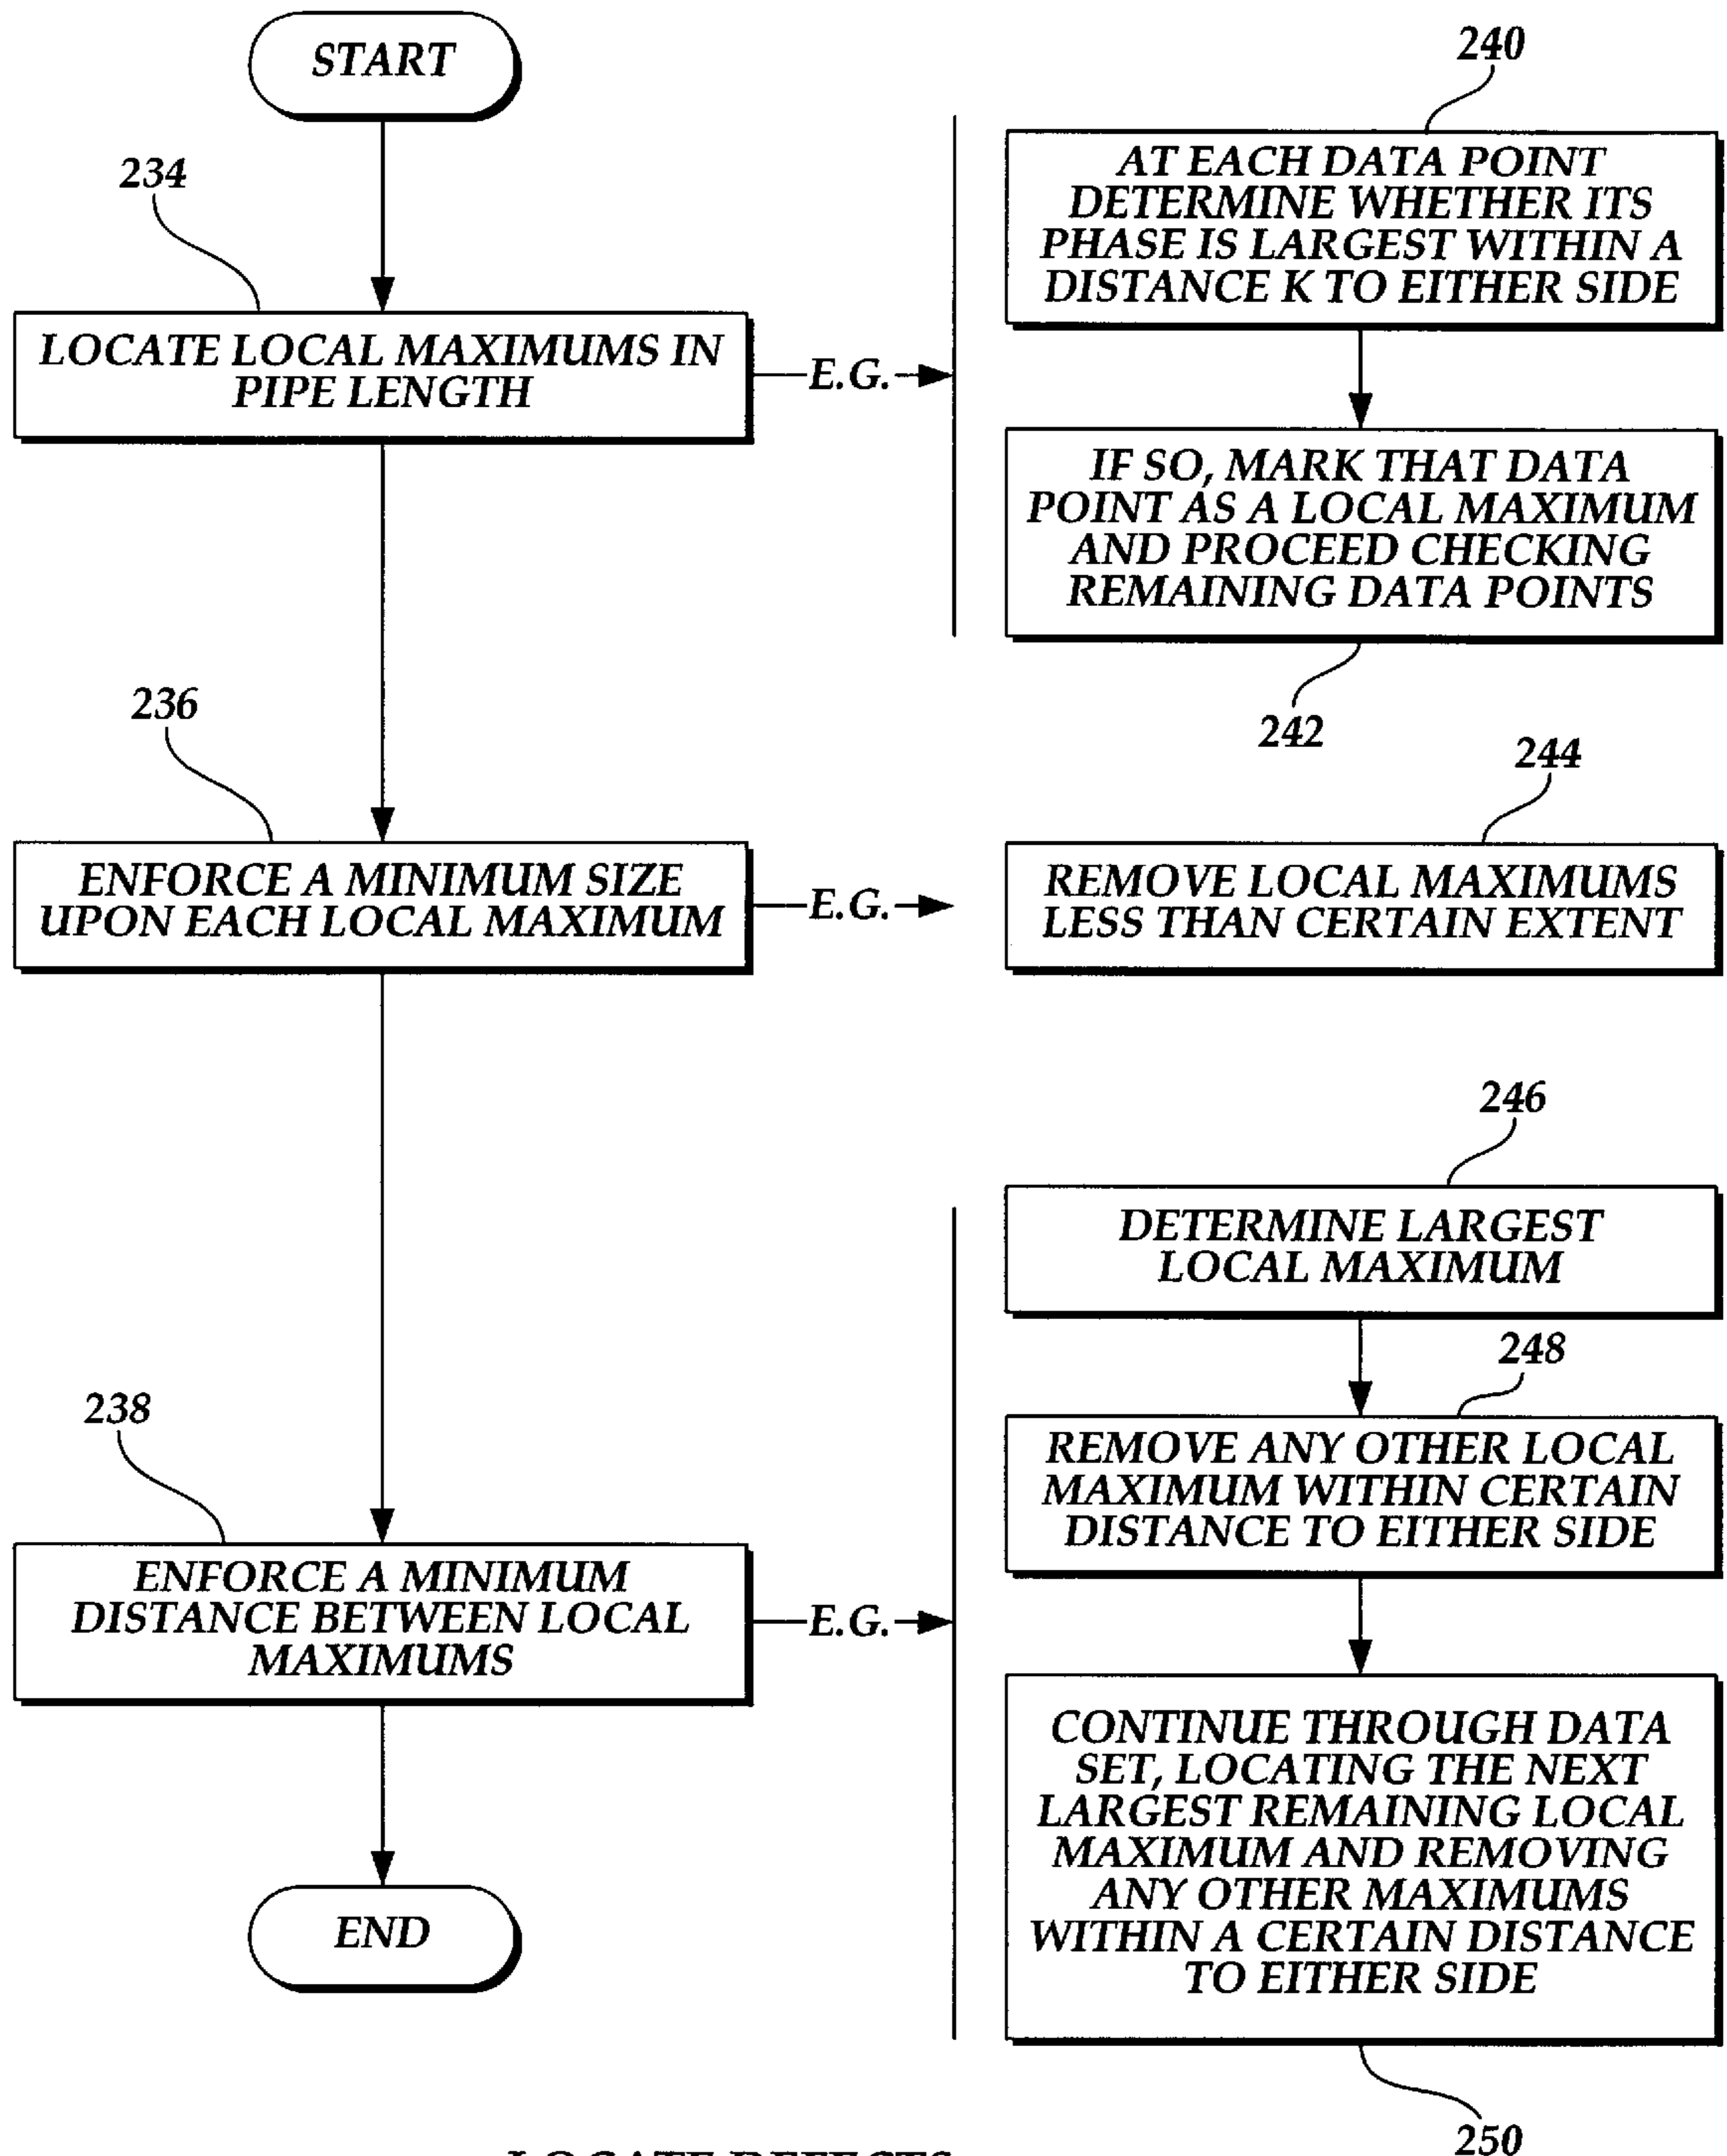 START
234
LOCATE LOCAL MAXIMUMS IN
PIPE LENGTH
E.G.
240
AT EACH DATA POINT
DETERMINE WHETHER ITS
PHASE IS LARGEST WITHIN A
DISTANCE K TO EITHER SIDE
IF SO, MARK THAT DATA
POINT AS A LOCAL MAXIMUM
AND PROCEED CHECKING
REMAINING DATA POINTS
242
236
ENFORCE A MINIMUM SIZE
UPON EACH LOCAL MAXIMUM
E.G.
244
REMOVE LOCAL MAXIMUMS
LESS THAN CERTAIN EXTENT
238
ENFORCE A MINIMUM
DISTANCE BETWEEN LOCAL
MAXIMUMS
E.G.
246
DETERMINE LARGEST
LOCAL MAXIMUM
248
REMOVE ANY OTHER LOCAL
MAXIMUM WITHIN CERTAIN
DISTANCE TO EITHER SIDE
CONTINUE THROUGH DATA
SET, LOCATING THE NEXT
LARGEST REMAINING LOCAL
MAXIMUM AND REMOVING
ANY OTHER MAXIMUMS
WITHIN A CERTAIN DISTANCE
TO EITHER SIDE
250
END